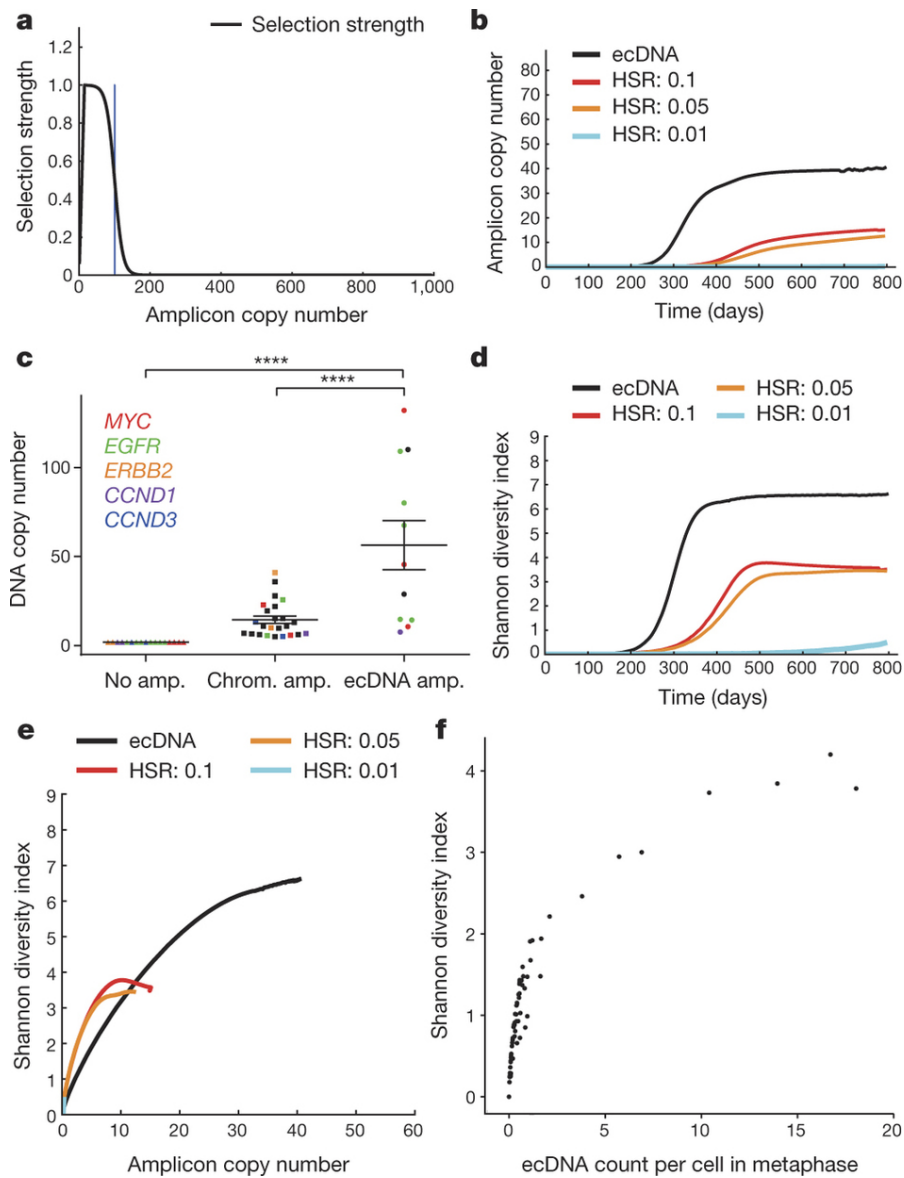 a
Selection strength
1.2
1.0
0.8
0.6
0.4
0.2
0
Selection strength
0 200 400 600 800 1,000
Amplicon copy number
b
ecDNA
HSR: 0.1
HSR: 0.05
HSR: 0.01
80
70
60
50
40
30
20
10
0
Amplicon copy number
0 100 200 300 400 500 600 700 800
Time (days)
c
****
****
MYC
EGFR
ERBB2
CCND1
CCND3
100
50
0
DNA copy number
No amp. Chrom. amp. ecDNA amp.
d
ecDNA HSR: 0.05
HSR: 0.1 HSR: 0.01
9
8
7
6
5
4
3
2
1
0
Shannon diversity index
0 100 200 300 400 500 600 700 800
Time (days)
e
ecDNA HSR: 0.05
HSR: 0.1 HSR: 0.01
9
8
7
6
5
4
3
2
1
0
Shannon diversity index
0 10 20 30 40 50 60
Amplicon copy number
f
4
3
2
1
0
Shannon diversity index
0 5 10 15 20
ecDNA count per cell in metaphase